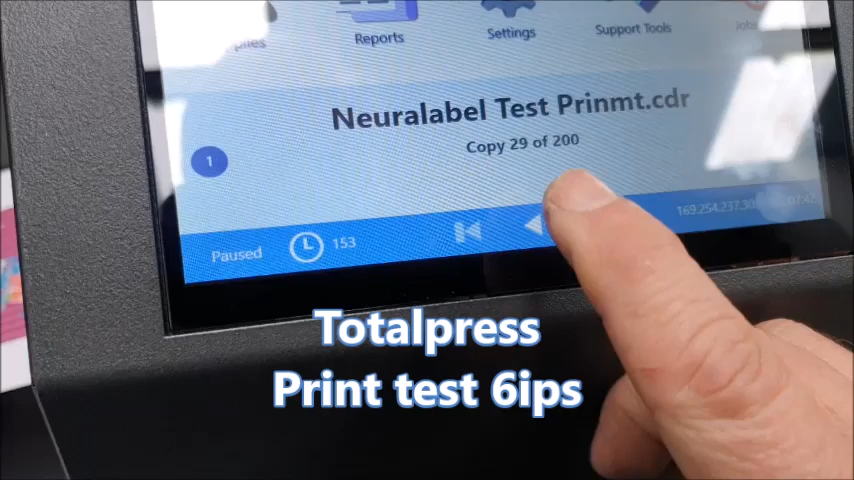 Reports
Settings
Support Tools
Neuralabel Test Prinmt.cdr
Copy 29 of 200
1
Paused
153
Totalpress
Print test 6ips